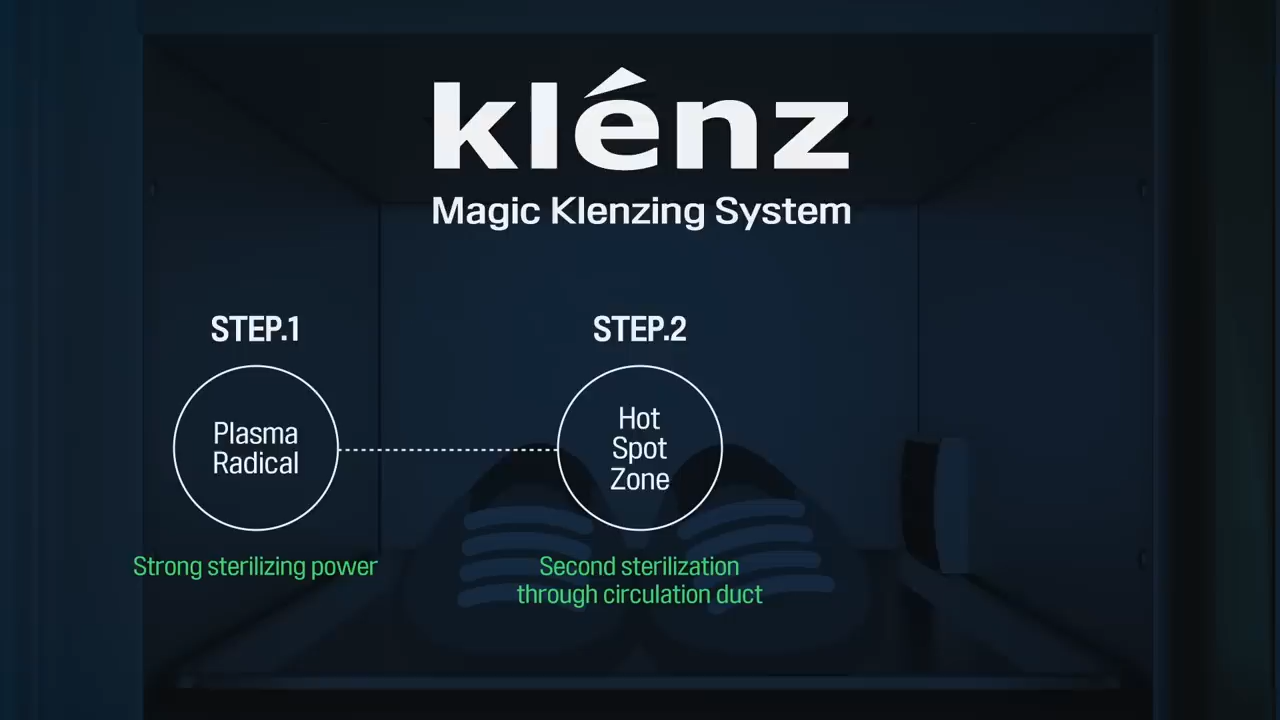 klénz
Magic Klenzing System
STEP.1
Plasma
Radical
Strong sterilizing power
STEP.2
Hot
Spot
Zone
Second sterilization
through circulation duct